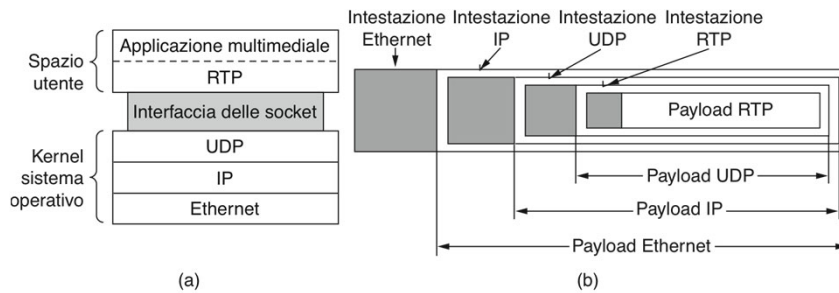 Spazio
utente
Applicazione multimediale
RTP
Interfaccia delle socket
Kernel
sistema
operativo
UDP
IP
Ethernet
(a)
Intestazione
Ethernet
Intestazione
IP
Intestazione
UDP
Intestazione
RTP
Payload RTP
Payload UDP
Payload IP
Payload Ethernet
(b)